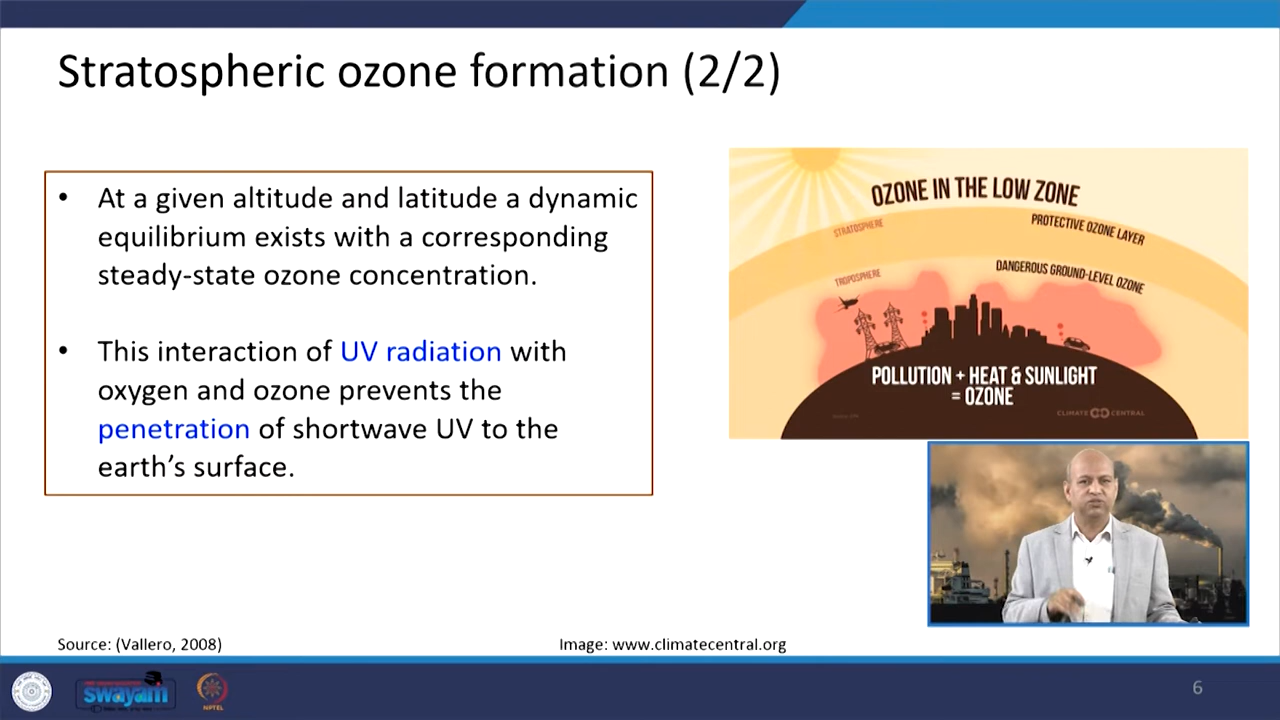 Stratospheric ozone formation (2/2)
• At a given altitude and latitude a dynamic
equilibrium exists with a corresponding
steady-state ozone concentration.
• This interaction of UV radiation with
oxygen and ozone prevents the
penetration of shortwave UV to the
earth's surface.
OZONE IN THE LOW ZONE
STRATOSPHERE
PROTECTIVE OZONE LAYER
TROPOSPHERE
DANGEROUS GROUND-LEVEL OZONE
POLLUTION + HEAT & SUNLIGHT
= OZONE
CLIMATE CENTRAL
Source: (Vallero, 2008)
Image: www.climatecentral.org
swayam
NPTEL
6